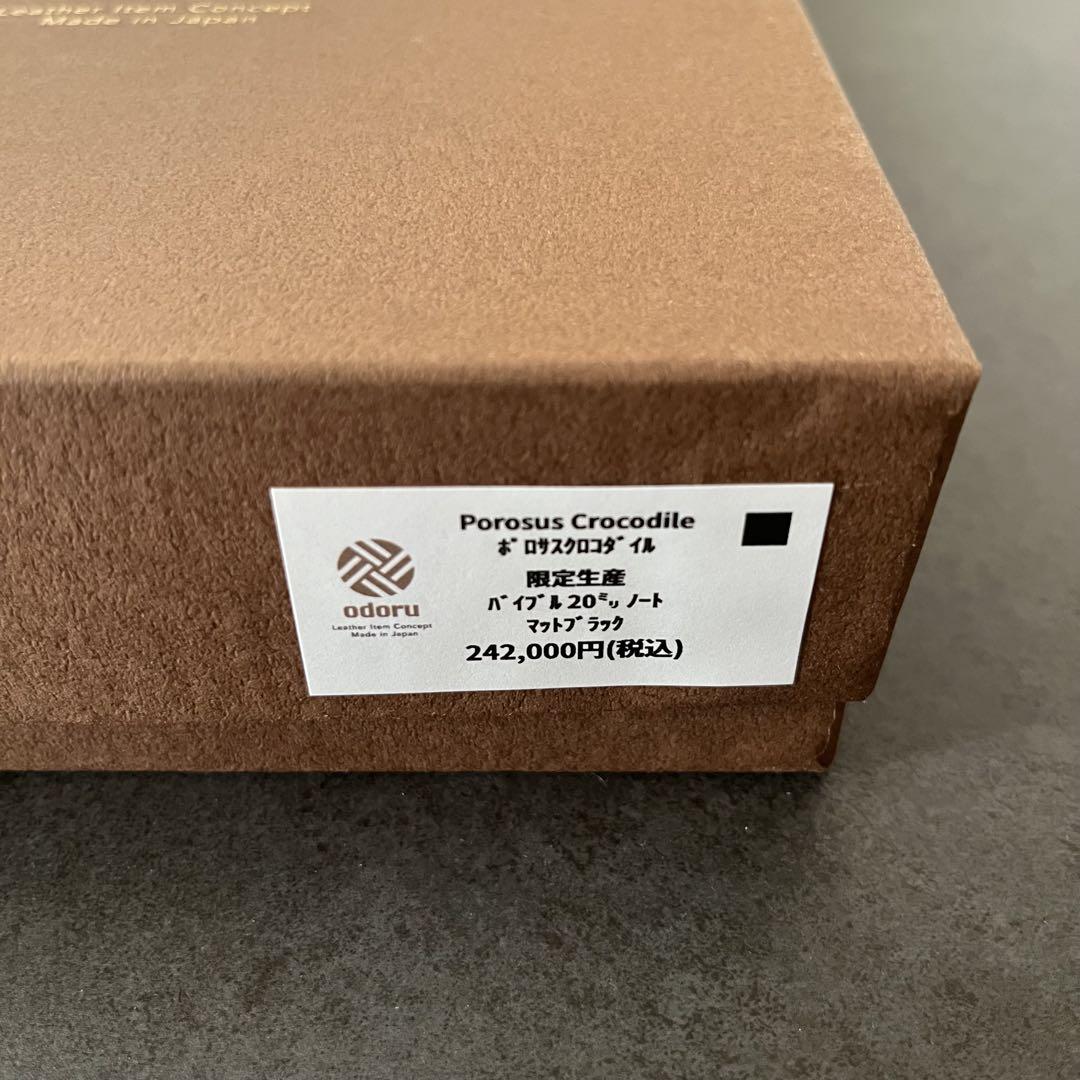 Leather Item Concept
Made in Japan
Porosus Crocodile
ﾎﾟﾛｻｽｸﾛｺﾀﾞｲﾙ
限定生産
ﾊﾞｲﾌﾞﾙ20㍉ﾉｰﾄ
ﾏｯﾄﾌﾞﾗｯｸ
242,000円(税込)
odoru
Leather Item Concept
Made in Japan